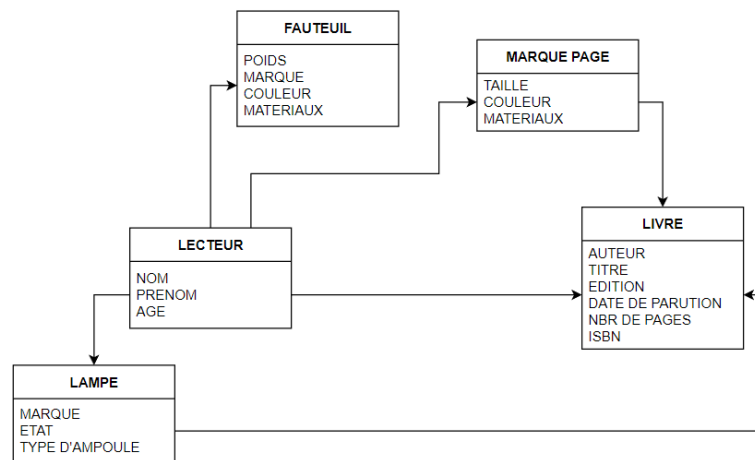 FAUTEUIL
POIDS
MARQUE
COULEUR
MATERIAUX
MARQUE PAGE
TAILLE
COULEUR
MATERIAUX
LECTEUR
NOM
PRENOM
AGE
LIVRE
AUTEUR
TITRE
EDITION
DATE DE PARUTION
NBR DE PAGES
ISBN
LAMPE
MARQUE
ETAT
TYPE D'AMPOULE